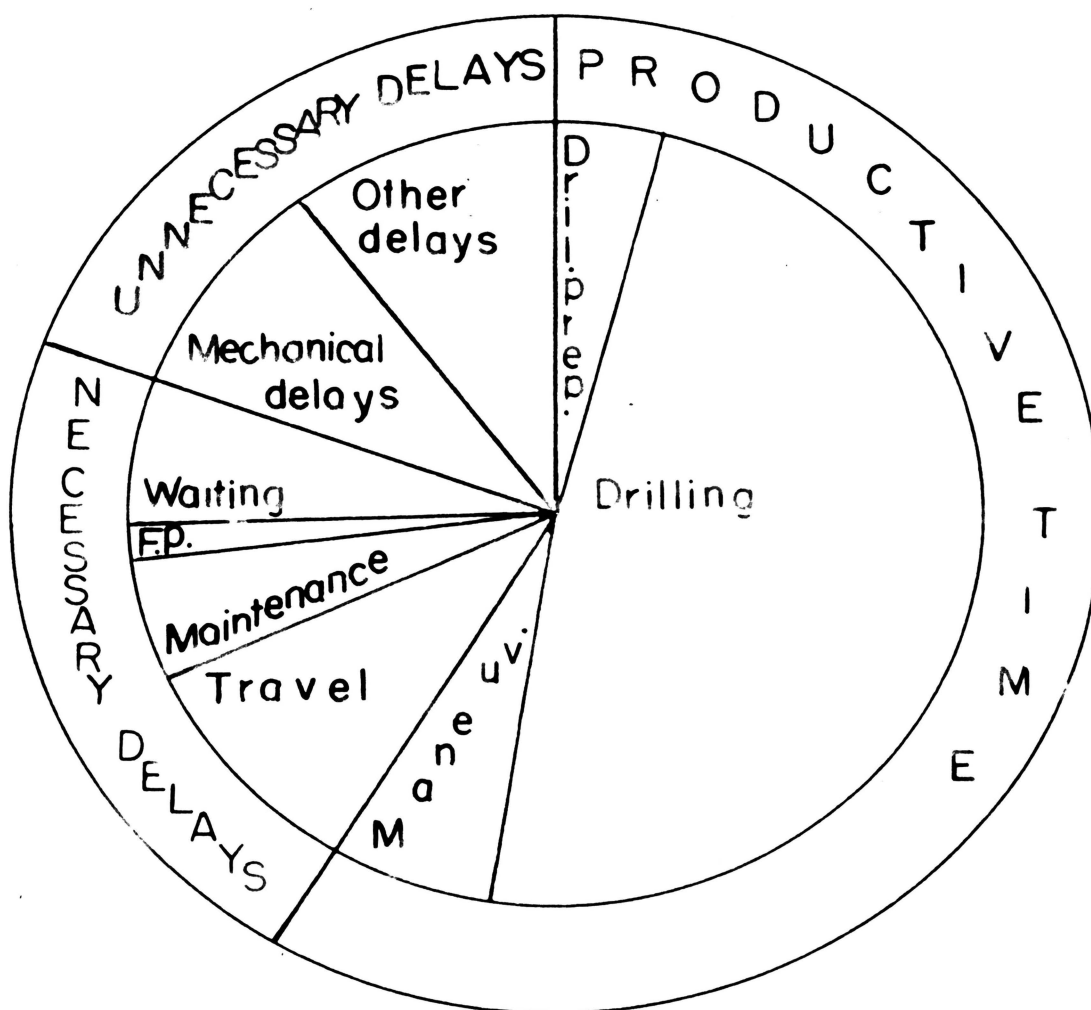 UNNECESSARY DELAYS
PRODUCTIVE TIME
NECESSARY DELAYS
Other
delays
Dril.prep.
Mechanical
delays
Waiting
F.P.
Maintenance
Travel
Maneuv.
Drilling